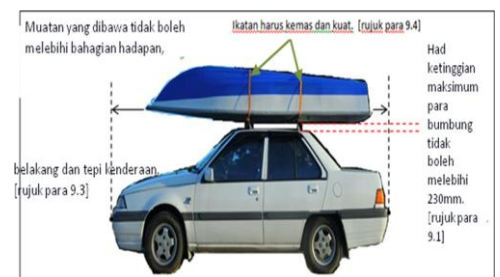 Muatan yang dibawa tidak boleh
melebihi bahagian hadapan,
belakang dan tepi kenderaan.
[rujuk para 9.3]
Ikatan harus kemas dan kuat. [rujuk para 9.4]
Had
ketinggian
maksimum
para
bumbung
tidak
boleh
melebihi
230mm.
[rujuk para
9.1]